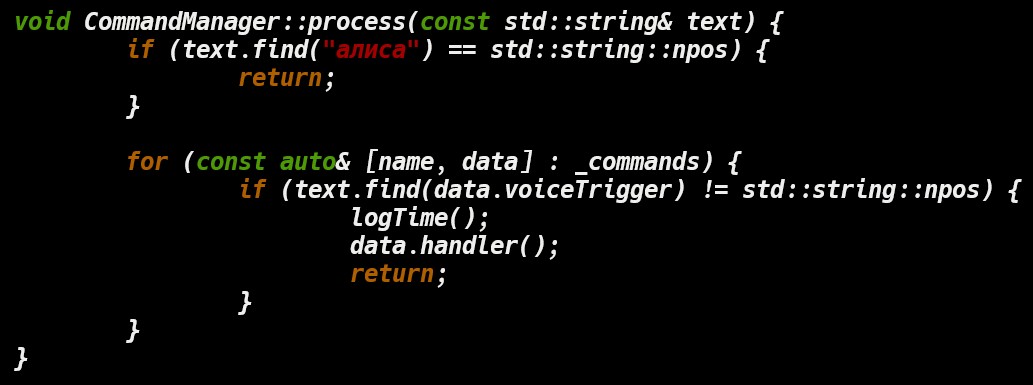 void CommandManager::process(const std::string& text) {
        if (text.find("алиса") == std::string::npos) {
                return;
        }

        for (const auto& [name, data] : _commands) {
                if (text.find(data.voiceTrigger) != std::string::npos) {
                        logTime();
                        data.handler();
                        return;
                }
        }
}